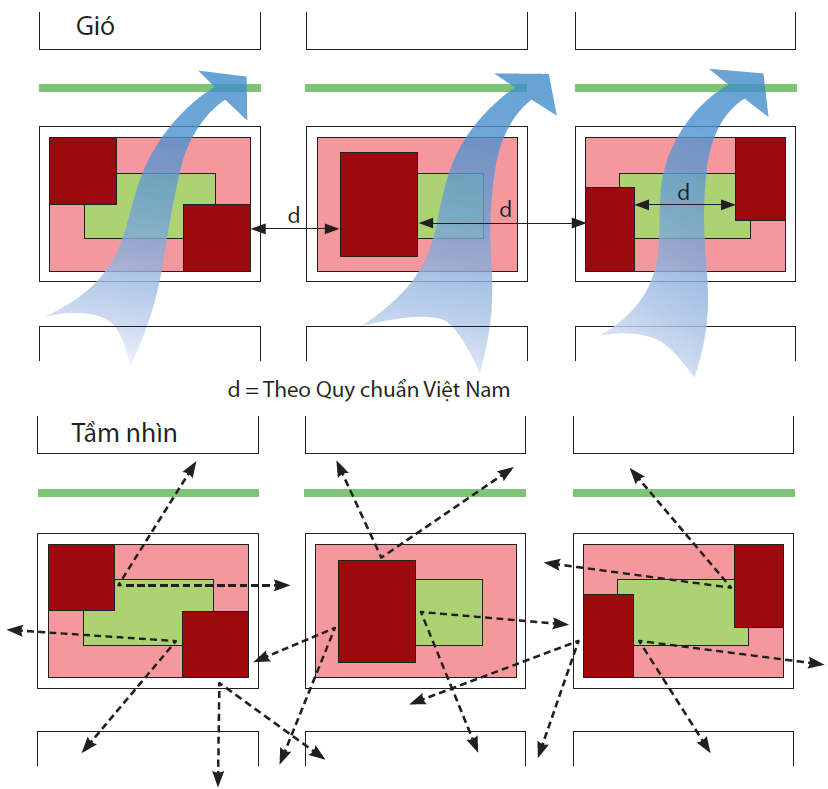 Gió
d
d
d
d = Theo Quy chuẩn Việt Nam
Tầm nhìn